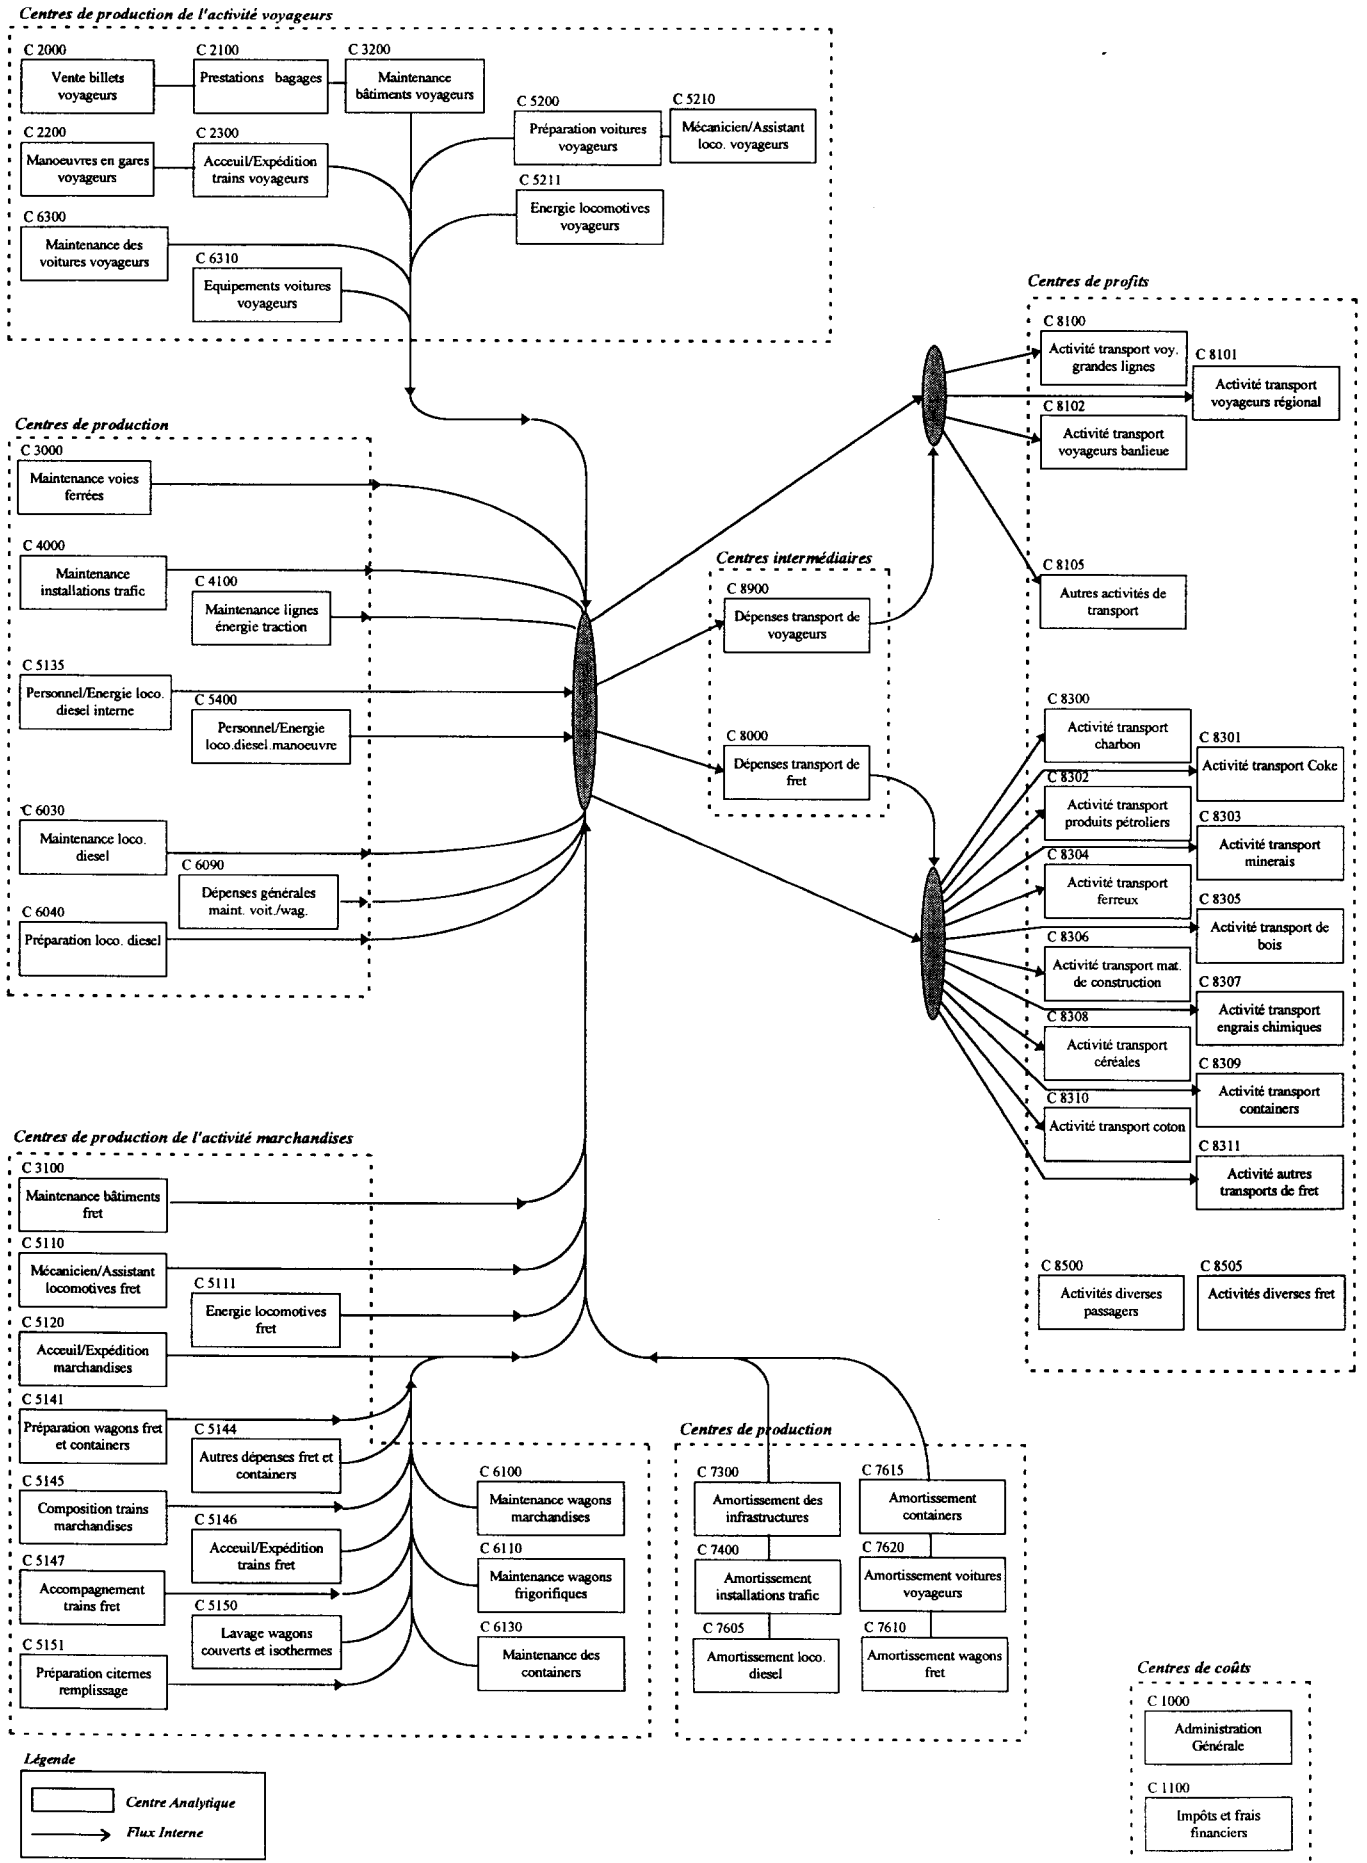 Centres de production de l'activité voyageurs
C 2000
Vente billets
voyageurs
C 2100
Prestations bagages
C 3200
Maintenance
bâtiments voyageurs
C 5200
Préparation voitures
voyageurs
C 5210
Mécanicien/Assistant
loco. voyageurs
C 2200
Manoeuvres en gares
voyageurs
C 2300
Acceuil/Expédition
trains voyageurs
C 5211
Energie locomotives
voyageurs
C 6300
Maintenance des
voitures voyageurs
C 6310
Equipements voitures
voyageurs
Centres de profits
C 8100
Activité transport voy.
grandes lignes
C 8101
Activité transport
voyageurs régional
C 8102
Activité transport
voyageurs banlieue
C 8105
Autres activités de
transport
Centres de production
C 3000
Maintenance voies
ferrées
C 4000
Maintenance
installations trafic
C 4100
Maintenance lignes
énergie traction
C 5135
Personnel/Energie loco.
diesel interne
C 5400
Personnel/Energie
loco.diesel.manoeuvre
C 6030
Maintenance loco.
diesel
C 6090
Dépenses générales
maint. voit./wag.
C 6040
Préparation loco. diesel
Centres intermédiaires
C 8900
Dépenses transport de
voyageurs
C 8000
Dépenses transport de
fret
C 8300
Activité transport
charbon
C 8301
Activité transport Coke
C 8302
Activité transport
produits pétroliers
C 8303
Activité transport
minerais
C 8304
Activité transport
ferreux
C 8305
Activité transport de
bois
C 8306
Activité transport mat.
de construction
C 8307
Activité transport
engrais chimiques
C 8308
Activité transport
céréales
C 8309
Activité transport
containers
C 8310
Activité transport coton
C 8311
Activité autres
transports de fret
C 8500
Activités diverses
passagers
C 8505
Activités diverses fret
Centres de production de l'activité marchandises
C 3100
Maintenance bâtiments
fret
C 5110
Mécanicien/Assistant
locomotives fret
C 5111
Energie locomotives
fret
C 5120
Acceuil/Expédition
marchandises
C 5141
Préparation wagons fret
et containers
C 5144
Autres dépenses fret et
containers
C 5145
Composition trains
marchandises
C 5146
Acceuil/Expédition
trains fret
C 5147
Accompagnement
trains fret
C 5150
Lavage wagons
couverts et isothermes
C 5151
Préparation citernes
remplissage
C 6100
Maintenance wagons
marchandises
C 6110
Maintenance wagons
frigorifiques
C 6130
Maintenance des
containers
Centres de production
C 7300
Amortissement des
infrastructures
C 7615
Amortissement
containers
C 7400
Amortissement
installations trafic
C 7620
Amortissement voitures
voyageurs
C 7605
Amortissement loco.
diesel
C 7610
Amortissement wagons
fret
Centres de coûts
C 1000
Administration
Générale
C 1100
Impôts et frais
financiers
Légende
Centre Analytique
Flux Interne